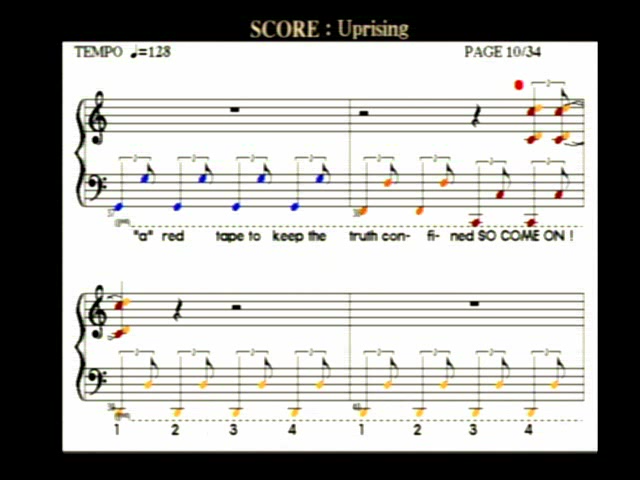 SCORE : Uprising
TEMPO ♩=128 PAGE 10/34
"a" red tape to keep the truth con- fi- ned SO COME ON !
1 2 3 4 1 2 3 4